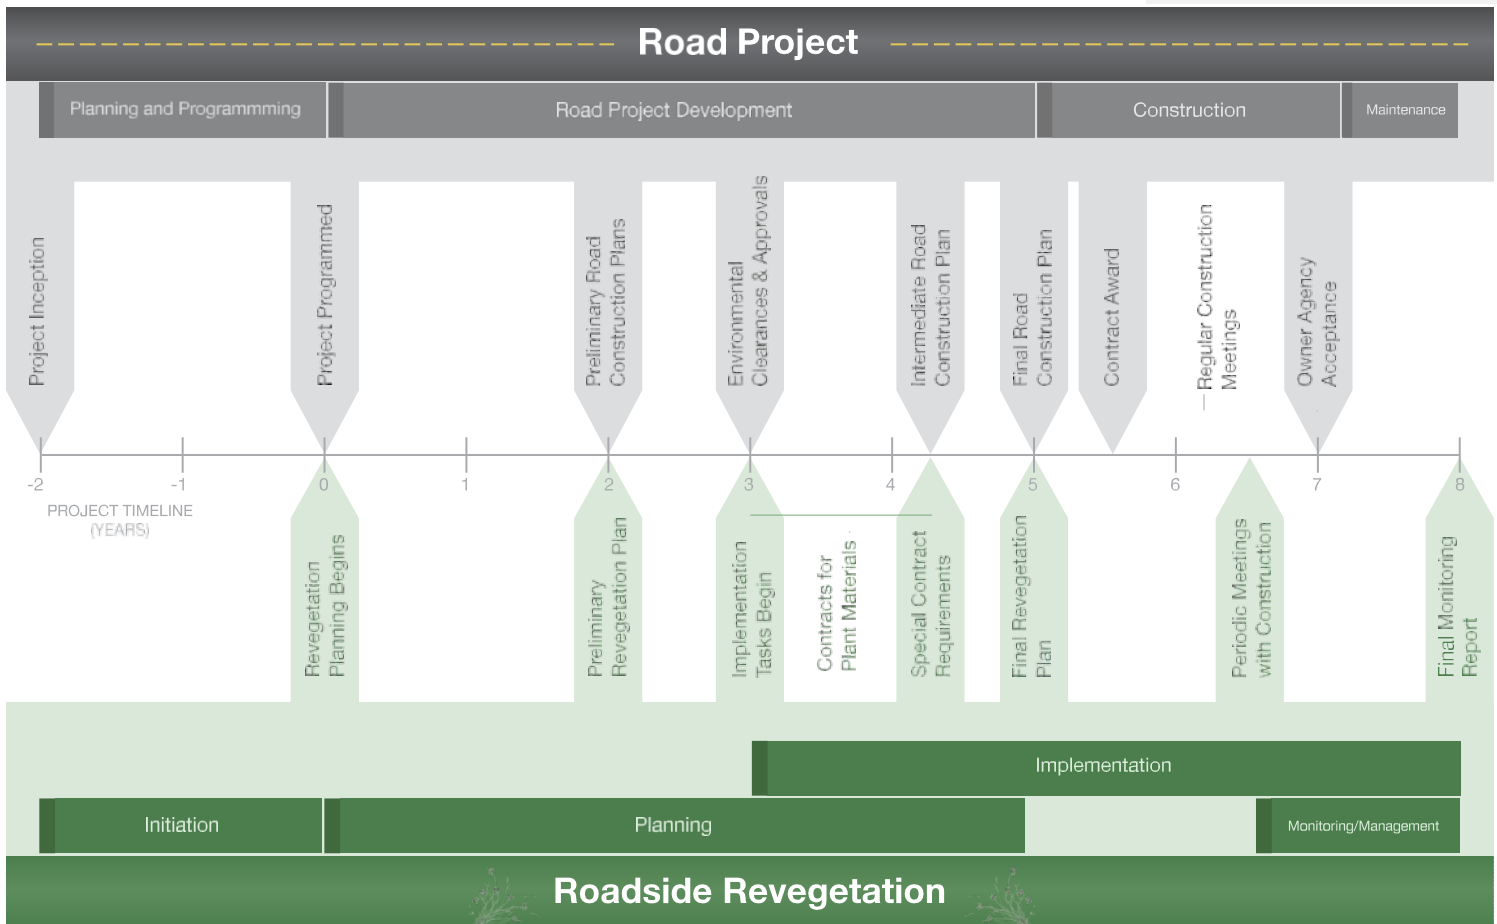 Road Project
Planning and Programmming
Road Project Development
Construction
Maintenance
Project Inception
Project Programmed
Preliminary Road
Construction Plans
Environmental
Clearances & Approvals
Intermediate Road
Construction Plan
Final Road
Construction Plan
Contract Award
Regular Construction
Meetings
Owner Agency
Acceptance
-2
-1
0
1
2
3
4
5
6
7
8
PROJECT TIMELINE
(YEARS)
Revegetation
Planning Begins
Preliminary
Revegetation Plan
Implementation
Tasks Begin
Contracts for
Plant Materials
Special Contract
Requirements
Final Revegetation
Plan
Periodic Meetings
with Construction
Final Monitoring
Report
Implementation
Initiation
Planning
Monitoring/Management
Roadside Revegetation